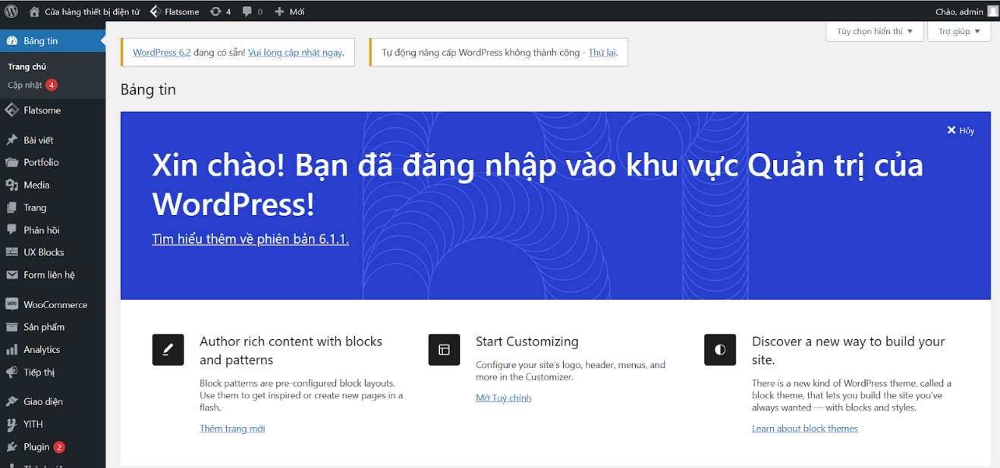 Cửa hàng thiết bị điện tử Flatsome 4 0 Mới Chào, admin
Tùy chọn hiển thị ▼ Trợ giúp ▼
Bảng tin
Trang chủ
Cập nhật 4
Flatsome
Bài viết
Portfolio
Media
Trang
Phản hồi
UX Blocks
Form liên hệ
WooCommerce
Sản phẩm
Analytics
Tiếp thị
Giao diện
YITH
Plugin 2
WordPress 6.2 đang có sẵn! Vui lòng cập nhật ngay.
Tự động nâng cấp WordPress không thành công - Thử lại.
Bảng tin
Hủy
Xin chào! Bạn đã đăng nhập vào khu vực Quản trị của
WordPress!
Tìm hiểu thêm về phiên bản 6.1.1.
Author rich content with blocks
and patterns
Block patterns are pre-configured block layouts.
Use them to get inspired or create new pages in a
flash.
Thêm trang mới
Start Customizing
Configure your site's logo, header, menus, and
more in the Customizer.
Mở Tuỳ chỉnh
Discover a new way to build your
site.
There is a new kind of WordPress theme, called a
block theme, that lets you build the site you've
always wanted — with blocks and styles.
Learn about block themes